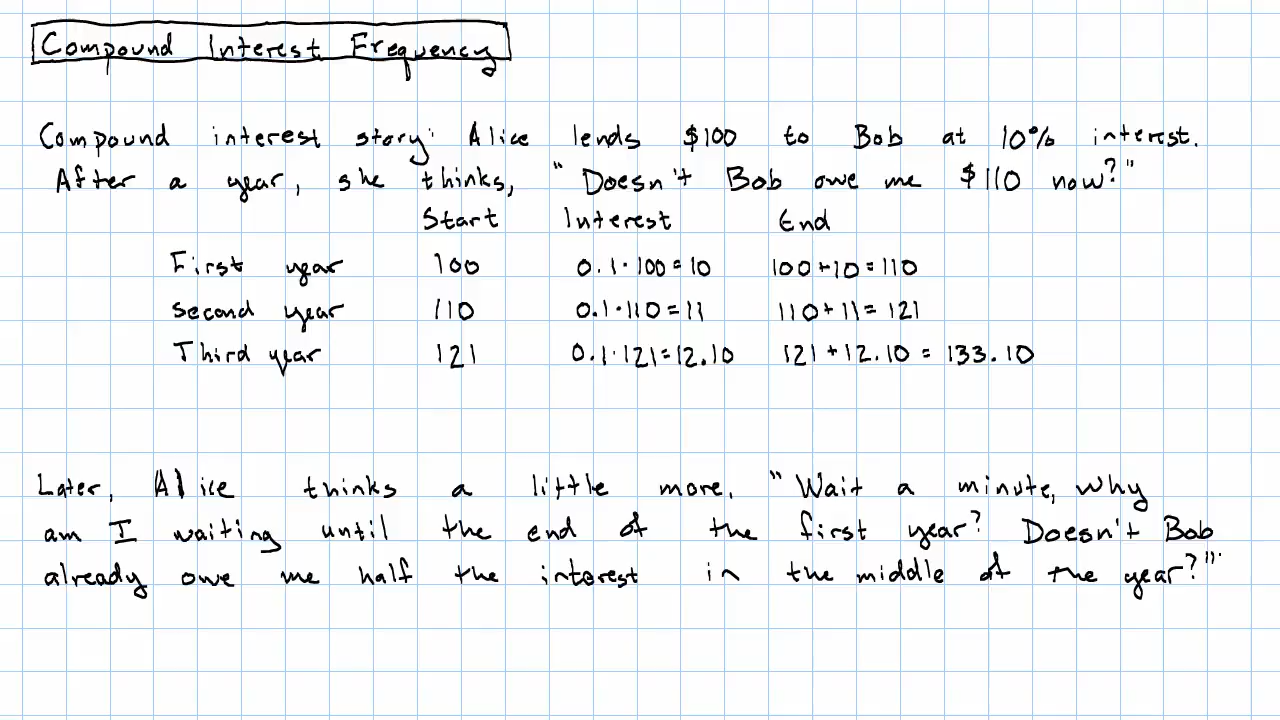 Compound Interest Frequency
Compound interest story: Alice lends $100 to Bob at 10% interest.
After a year, she thinks, "Doesn't Bob owe me $110 now?"
Start Interest End
First year 100 0.1·100=10 100+10=110
Second year 110 0.1·110=11 110+11=121
Third year 121 0.1·121=12.10 121+12.10=133.10
Later, Alice thinks a little more. "Wait a minute, why
am I waiting until the end of the first year? Doesn't Bob
already owe me half the interest in the middle of the year?"